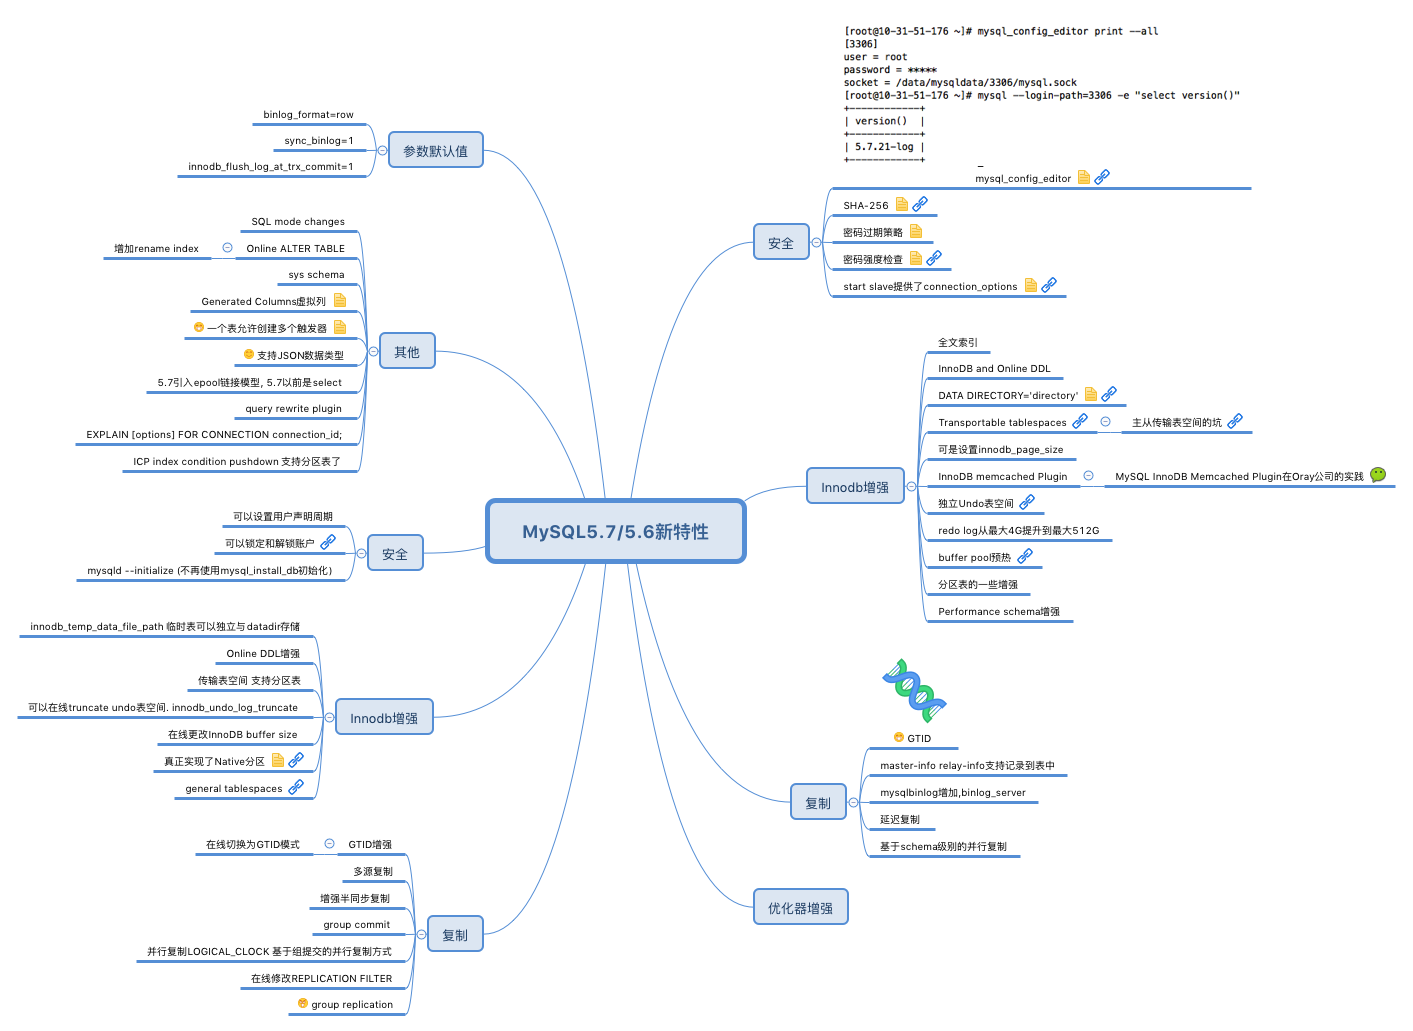 MySQL5.7/5.6新特性
[root@10-31-51-176 ~]# mysql_config_editor print --all
[3306]
user = root
password = *****
socket = /data/mysqldata/3306/mysql.sock
[root@10-31-51-176 ~]# mysql --login-path=3306 -e "select version()"
+------------+
| version()  |
+------------+
| 5.7.21-log |
+------------+
mysql_config_editor
安全
SHA-256
密码过期策略
密码强度检查
start slave提供了connection_options
Innodb增强
全文索引
InnoDB and Online DDL
DATA DIRECTORY='directory'
Transportable tablespaces
主从传输表空间的坑
可是设置innodb_page_size
InnoDB memcached Plugin
MySQL InnoDB Memcached Plugin在Oray公司的实践
独立Undo表空间
redo log从最大4G提升到最大512G
buffer pool预热
分区表的一些增强
Performance schema增强
复制
GTID
master-info relay-info支持记录到表中
mysqlbinlog增加,binlog_server
延迟复制
基于schema级别的并行复制
优化器增强
参数默认值
binlog_format=row
sync_binlog=1
innodb_flush_log_at_trx_commit=1
其他
SQL mode changes
Online ALTER TABLE
增加rename index
sys schema
Generated Columns虚拟列
一个表允许创建多个触发器
支持JSON数据类型
5.7引入epool链接模型, 5.7以前是select
query rewrite plugin
EXPLAIN [options] FOR CONNECTION connection_id;
ICP index condition pushdown 支持分区表了
安全
可以设置用户声明周期
可以锁定和解锁账户
mysqld --initialize (不再使用mysql_install_db初始化)
Innodb增强
innodb_temp_data_file_path 临时表可以独立与datadir存储
Online DDL增强
传输表空间 支持分区表
可以在线truncate undo表空间. innodb_undo_log_truncate
在线更改InnoDB buffer size
真正实现了Native分区
general tablespaces
复制
GTID增强
在线切换为GTID模式
多源复制
增强半同步复制
group commit
并行复制LOGICAL_CLOCK 基于组提交的并行复制方式
在线修改REPLICATION FILTER
group replication